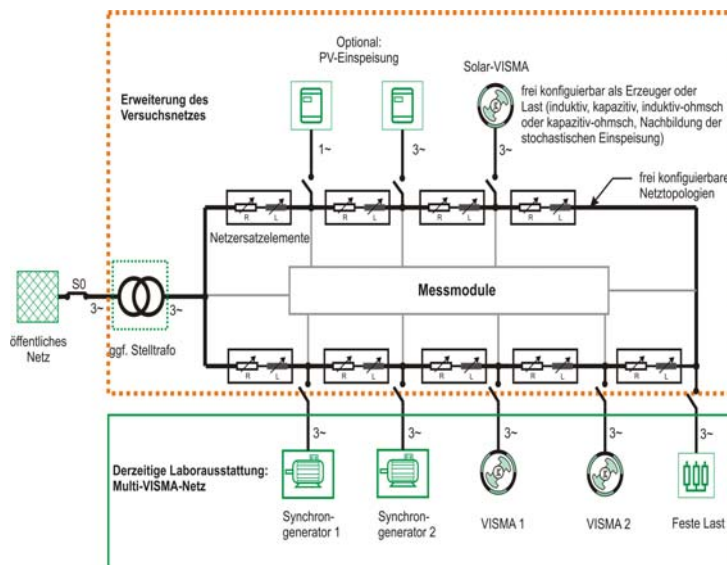 Optional:
PV-Einspeisung
Solar-VISMA
Erweiterung des
Versuchsnetzes
frei konfiguierbar als Erzeuger oder
Last (induktiv, kapazitiv, induktiv-ohmsch
oder kapazitiv-ohmsch, Nachbildung der
stochastischen Einspeisung)
1~
3~
3~
frei konfiguierbare
Netztopologien
R L
R L
R L
R L
Netzersatzelemente
Messmodule
S0
3~
3~
öffentliches
Netz
ggf. Stelltrafo
R L
R L
R L
R L
R L
3~
3~
3~
3~
3~
Derzeitige Laborausstattung:
Multi-VISMA-Netz
Synchron-
generator 1
Synchron-
generator 2
VISMA 1
VISMA 2
Feste Last